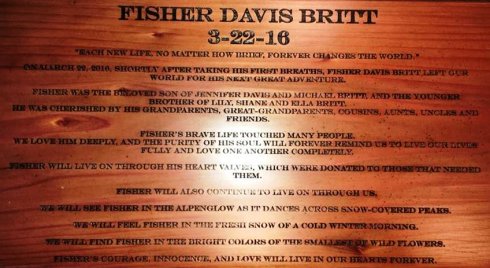 FISHER DAVIS BRITT
3-22-16
"EACH NEW LIFE, NO MATTER HOW BRIEF, FOREVER CHANGES THE WORLD."
ON MARCH 22, 2016, SHORTLY AFTER TAKING HIS FIRST BREATHS, FISHER DAVIS BRITT LEFT OUR
WORLD FOR HIS NEXT GREAT ADVENTURE.
FISHER WAS THE BELOVED SON OF JENNIFER DAVIS AND MICHAEL BRITT, AND THE YOUNGER
BROTHER OF LILY, SHANE AND ELLA BRITT.
HE WAS CHERISHED BY HIS GRANDPARENTS, GREAT-GRANDPARENTS, COUSINS, AUNTS, UNCLES AND
FRIENDS.
FISHER'S BRAVE LIFE TOUCHED MANY PEOPLE.
WE LOVE HIM DEEPLY, AND THE PURITY OF HIS SOUL WILL FOREVER REMIND US TO LIVE OUR LIVES
FULLY AND LOVE ONE ANOTHER COMPLETELY.
FISHER WILL LIVE ON THROUGH HIS HEART VALVES, WHICH WERE DONATED TO THOSE THAT NEEDED
THEM.
FISHER WILL ALSO CONTINUE TO LIVE ON THROUGH US.
WE WILL SEE FISHER IN THE ALPENGLOW AS IT DANCES ACROSS SNOW-COVERED PEAKS.
WE WILL FEEL FISHER IN THE FRESH SNOW OF A COLD WINTER MORNING.
WE WILL FIND FISHER IN THE BRIGHT COLORS OF THE SMALLEST OF WILD FLOWERS.
FISHER'S COURAGE, INNOCENCE, AND LOVE WILL LIVE IN OUR HEARTS FOREVER.